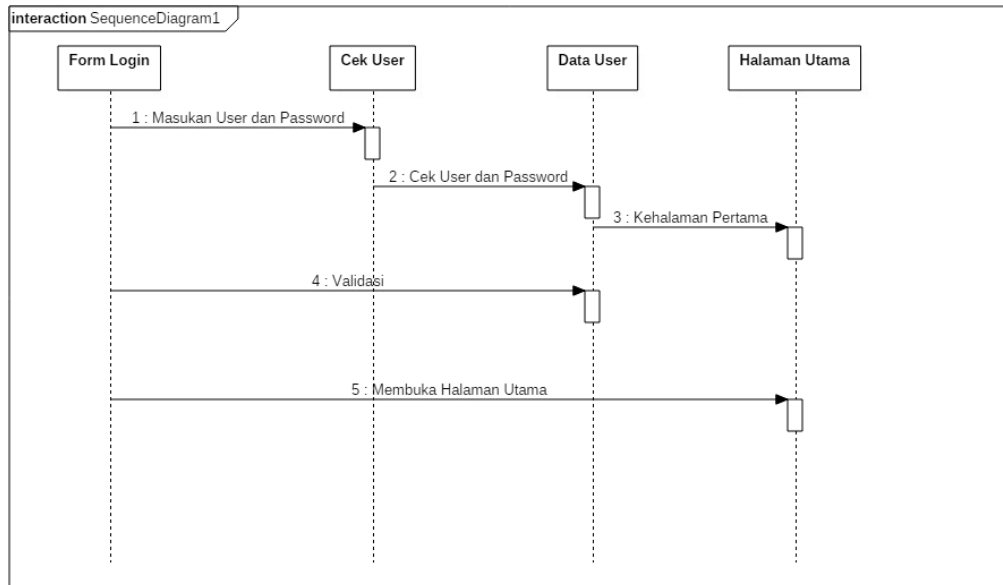 interaction SequenceDiagram1
Form Login
Cek User
Data User
Halaman Utama
1 : Masukan User dan Password
2 : Cek User dan Password
3 : Kehalaman Pertama
4 : Validasi
5 : Membuka Halaman Utama